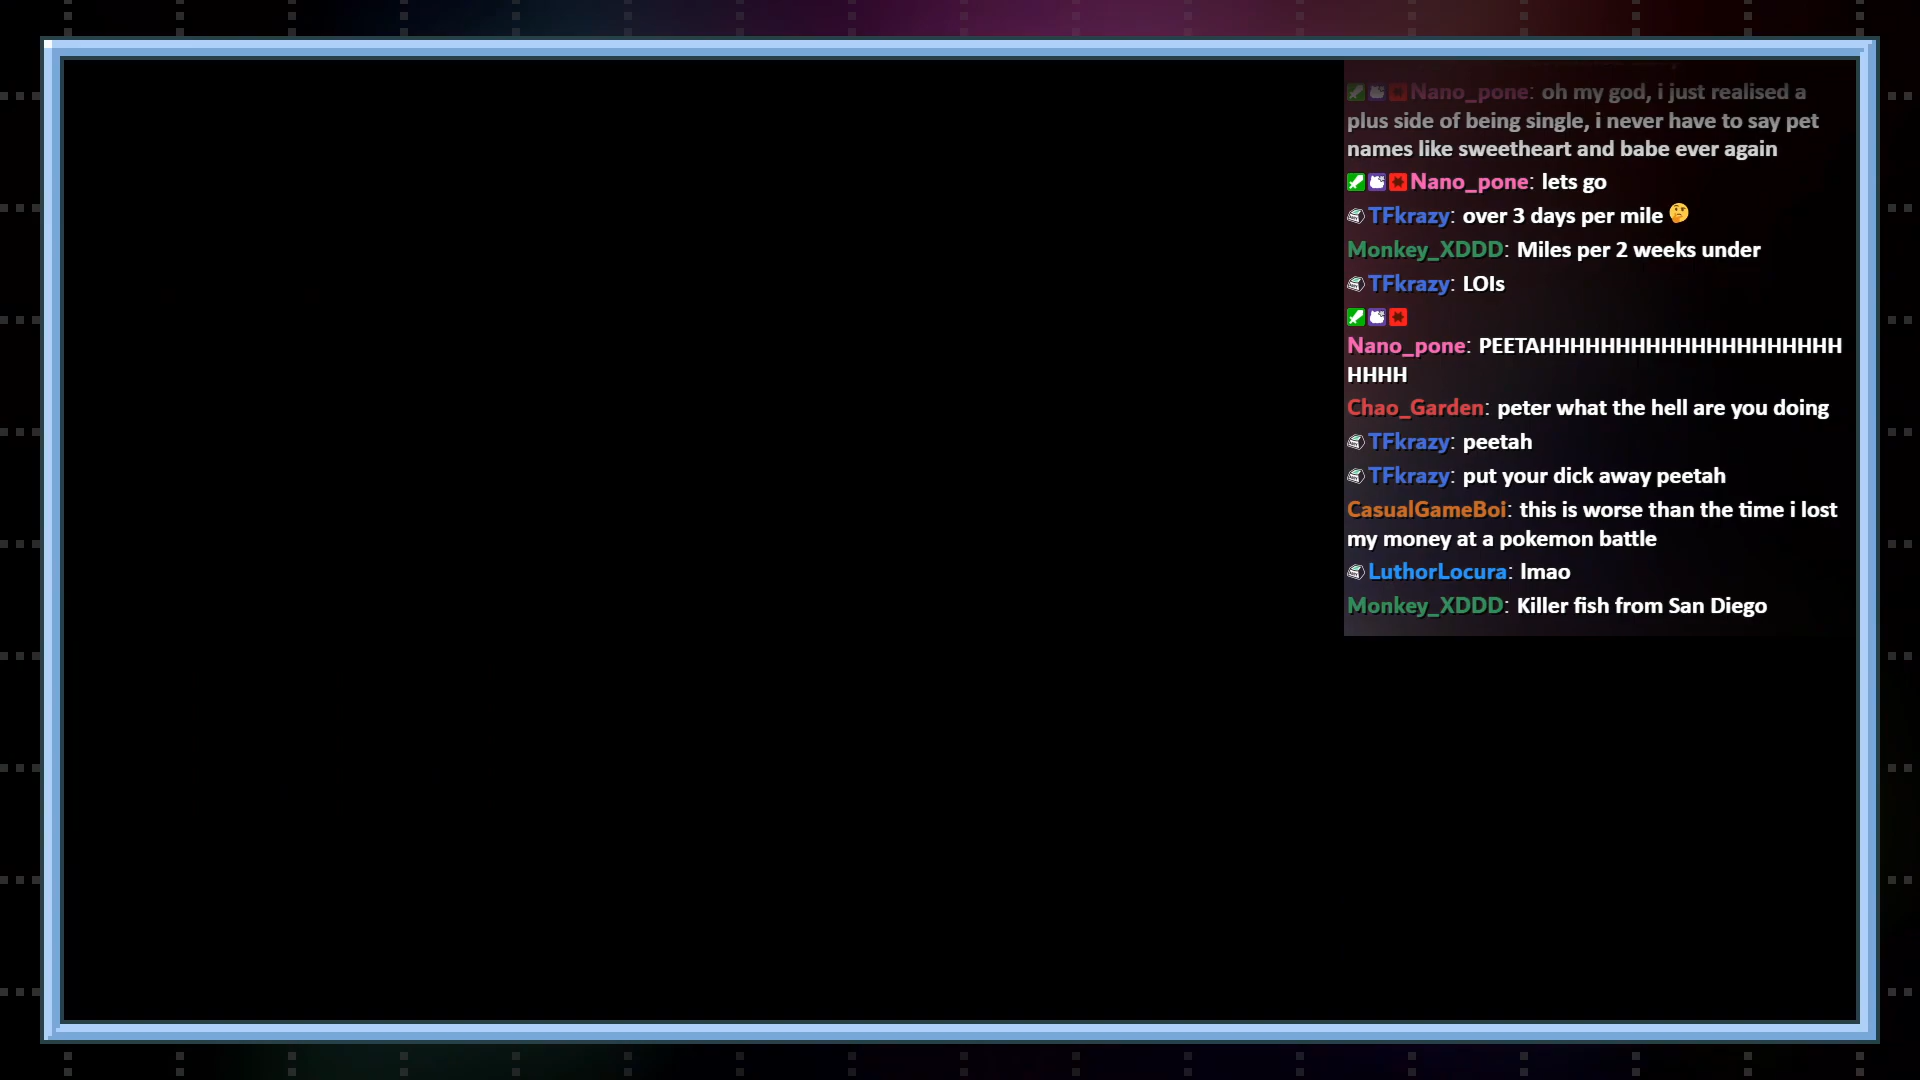 Nano_pone: oh my god, i just realised a
plus side of being single, i never have to say pet
names like sweetheart and babe ever again
Nano_pone: lets go
TFkrazy: over 3 days per mile 🤔
Monkey_XDDD: Miles per 2 weeks under
TFkrazy: LOIs
Nano_pone: PEETAHHHHHHHHHHHHHHHHHHHH
HHHH
Chao_Garden: peter what the hell are you doing
TFkrazy: peetah
TFkrazy: put your dick away peetah
CasualGameBoi: this is worse than the time i lost
my money at a pokemon battle
LuthorLocura: lmao
Monkey_XDDD: Killer fish from San Diego